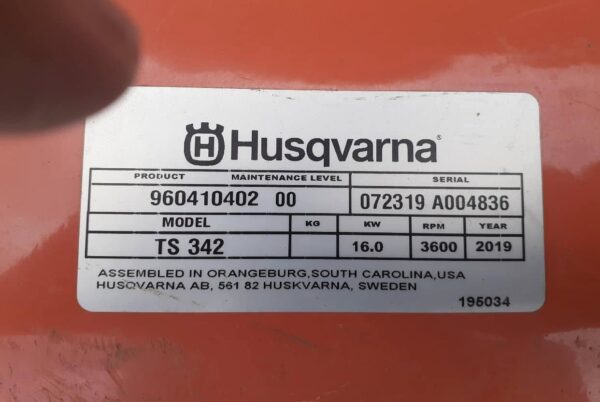 Husqvarna®
PRODUCT MAINTENANCE LEVEL SERIAL
960410402 00 072319 A004836
MODEL KG KW RPM YEAR
TS 342 16.0 3600 2019
ASSEMBLED IN ORANGEBURG,SOUTH CAROLINA,USA
HUSQVARNA AB, 561 82 HUSKVARNA, SWEDEN
195034